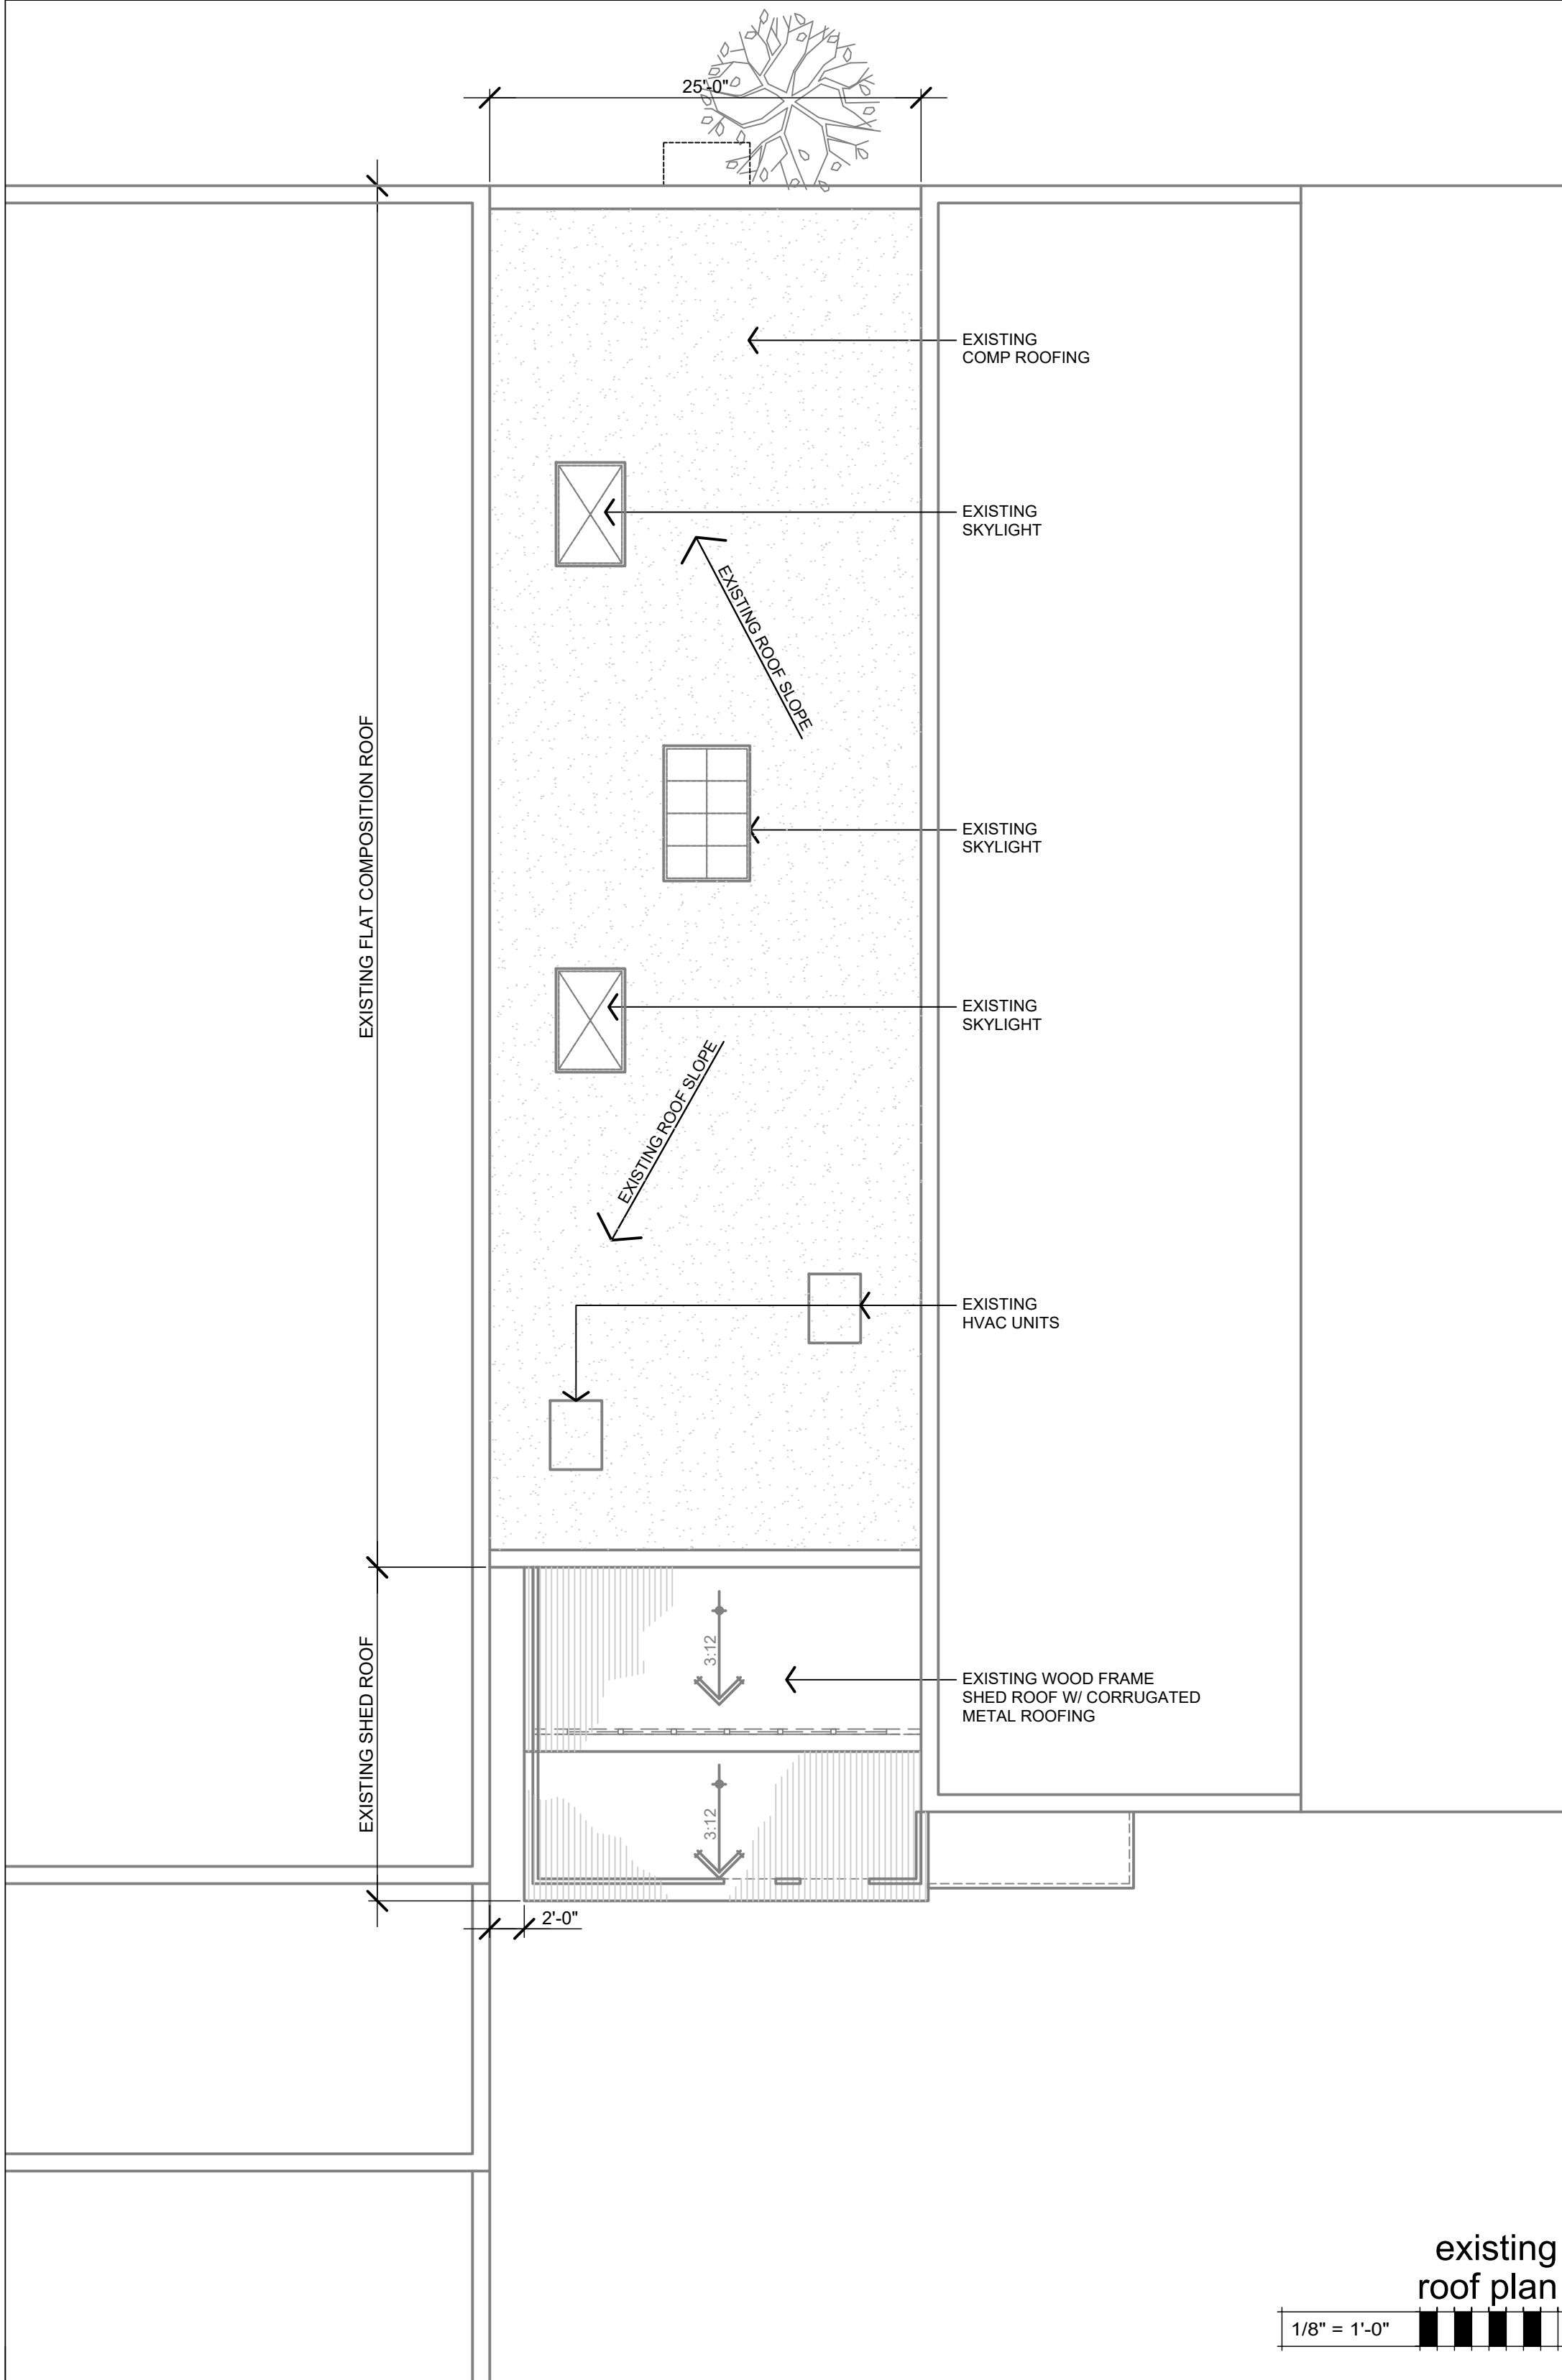 25'-0"
EXISTING
COMP ROOFING
EXISTING
SKYLIGHT
EXISTING ROOF SLOPE
EXISTING FLAT COMPOSITION ROOF
EXISTING
SKYLIGHT
EXISTING
SKYLIGHT
EXISTING ROOF SLOPE
EXISTING
HVAC UNITS
EXISTING SHED ROOF
3:12
EXISTING WOOD FRAME
SHED ROOF W/ CORRUGATED
METAL ROOFING
3:12
2'-0"
existing
roof plan
1/8" = 1'-0"